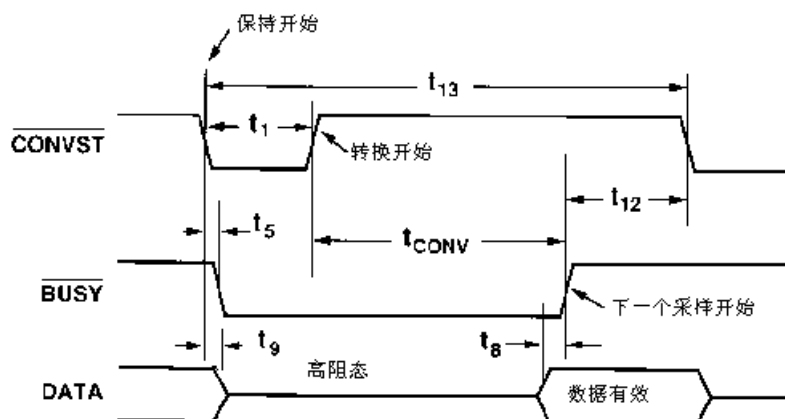 保持开始
t13
t1
CONVST
转换开始
t12
t5
tCONV
BUSY
下一个采样开始
t9
t8
高阻态
DATA
数据有效